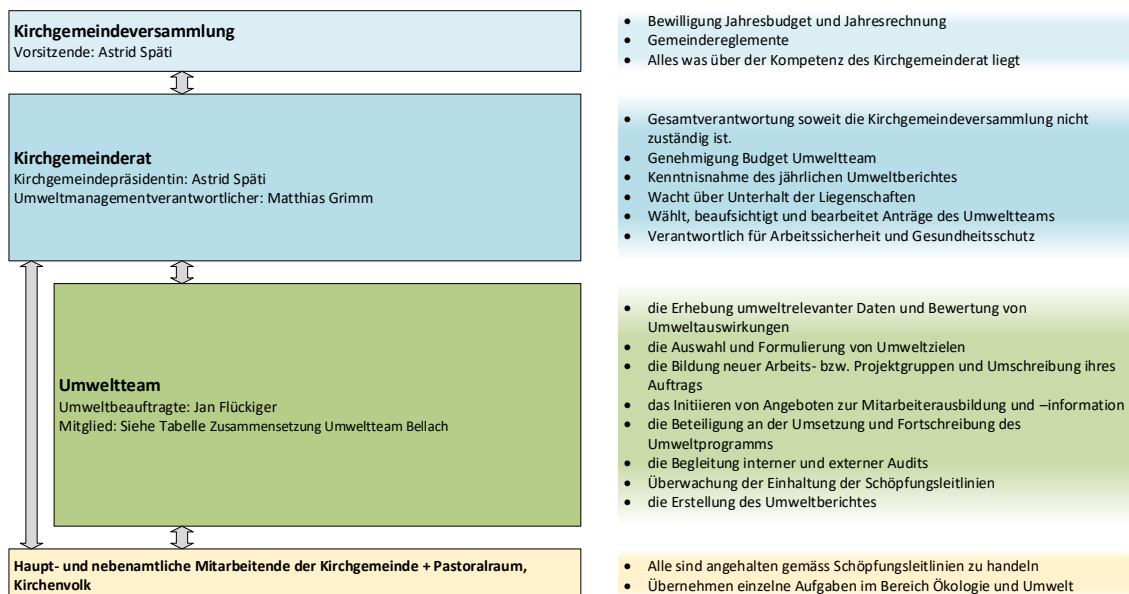 Kirchgemeindeversammlung
Vorsitzende: Astrid Späti
• Bewilligung Jahresbudget und Jahresrechnung
• Gemeindereglemente
• Alles was über der Kompetenz des Kirchgemeinderat liegt
Kirchgemeinderat
Kirchgemeindepräsidentin: Astrid Späti
Umweltmanagementverantwortlicher: Matthias Grimm
• Gesamtverantwortung soweit die Kirchgemeindeversammlung nicht
zuständig ist.
• Genehmigung Budget Umweltteam
• Kenntnisnahme des jährlichen Umweltberichtes
• Wacht über Unterhalt der Liegenschaften
• Wählt, beaufsichtigt und bearbeitet Anträge des Umweltteams
• Verantwortlich für Arbeitssicherheit und Gesundheitsschutz
Umweltteam
Umweltbeauftragte: Jan Flückiger
Mitglied: Siehe Tabelle Zusammensetzung Umweltteam Bellach
• die Erhebung umweltrelevanter Daten und Bewertung von
Umweltauswirkungen
• die Auswahl und Formulierung von Umweltzielen
• die Bildung neuer Arbeits- bzw. Projektgruppen und Umschreibung ihres
Auftrags
• das Initiieren von Angeboten zur Mitarbeiterausbildung und –information
• die Beteiligung an der Umsetzung und Fortschreibung des
Umweltprogramms
• die Begleitung interner und externer Audits
• Überwachung der Einhaltung der Schöpfungsleitlinien
• die Erstellung des Umweltberichtes
Haupt- und nebenamtliche Mitarbeitende der Kirchgemeinde + Pastoralraum,
Kirchenvolk
• Alle sind angehalten gemäss Schöpfungsleitlinien zu handeln
• Übernehmen einzelne Aufgaben im Bereich Ökologie und Umwelt